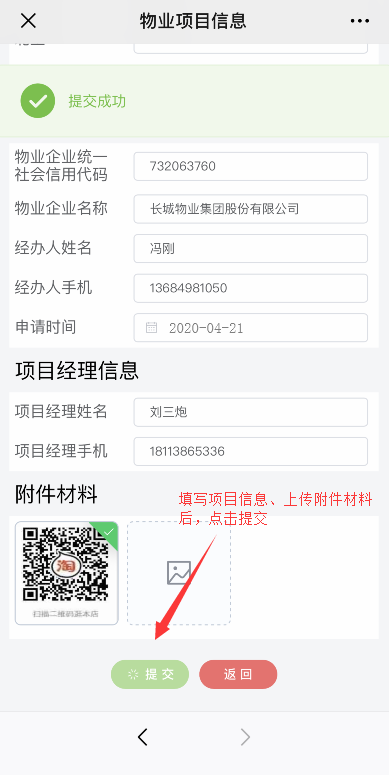 物业项目信息
提交成功
物业企业统一
社会信用代码
732063760
物业企业名称
长城物业集团股份有限公司
经办人姓名
冯刚
经办人手机
13684981050
申请时间
2020-04-21
项目经理信息
项目经理姓名
刘三炮
项目经理手机
18113865336
附件材料
填写项目信息、上传附件材料
后，点击提交
淘
扫描二维码逛本店
提交
返回